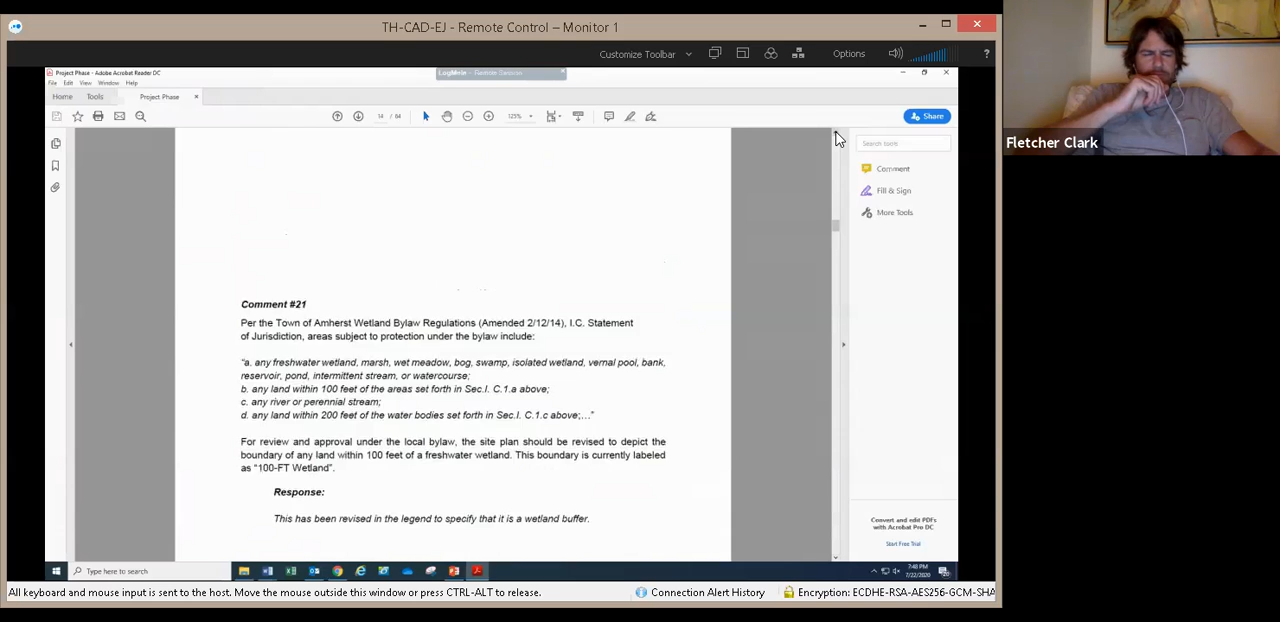 TH-CAD-EJ - Remote Control – Monitor 1
Customize Toolbar
Options
?
Project Phase - Adobe Acrobat Reader DC
LogMeIn - Remote Session
File Edit View Window Help
Home Tools Project Phase ×
14 / 64
125%
Share
Search tools
Comment
Fill & Sign
More Tools
Fletcher Clark
Comment #21
Per the Town of Amherst Wetland Bylaw Regulations (Amended 2/12/14), I.C. Statement
of Jurisdiction, areas subject to protection under the bylaw include:
"a. any freshwater wetland, marsh, wet meadow, bog, swamp, isolated wetland, vernal pool, bank,
reservoir, pond, intermittent stream, or watercourse;
b. any land within 100 feet of the areas set forth in Sec.I. C.1.a above;
c. any river or perennial stream;
d. any land within 200 feet of the water bodies set forth in Sec.I. C.1.c above;…"
For review and approval under the local bylaw, the site plan should be revised to depict the
boundary of any land within 100 feet of a freshwater wetland. This boundary is currently labeled
as "100-FT Wetland".
Response:
This has been revised in the legend to specify that it is a wetland buffer.
Convert and edit PDFs
with Acrobat Pro DC
Start Free Trial
Type here to search
7:48 PM
7/22/2020
All keyboard and mouse input is sent to the host. Move the mouse outside this window or press CTRL-ALT to release.
Connection Alert History
Encryption: ECDHE-RSA-AES256-GCM-SHA